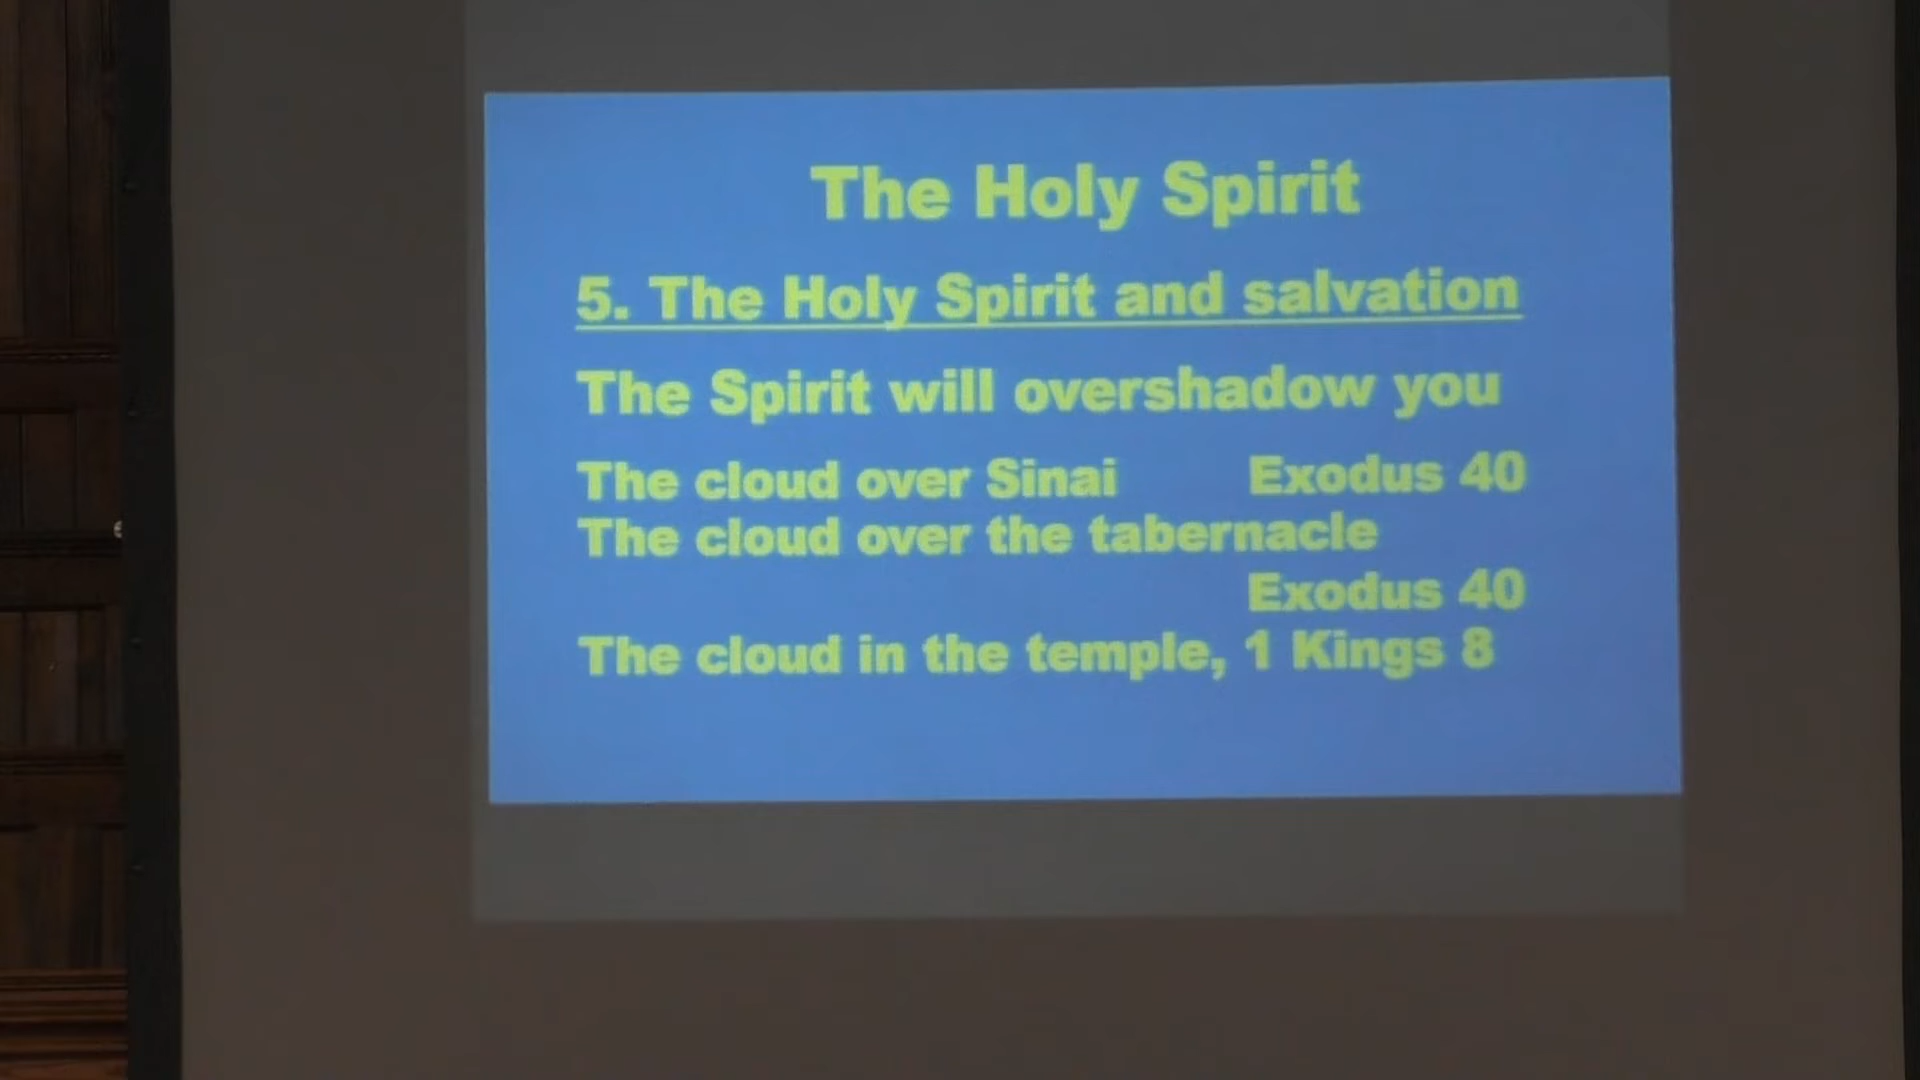 The Holy Spirit
5. The Holy Spirit and salvation
The Spirit will overshadow you
The cloud over Sinai Exodus 40
The cloud over the tabernacle
Exodus 40
The cloud in the temple, 1 Kings 8